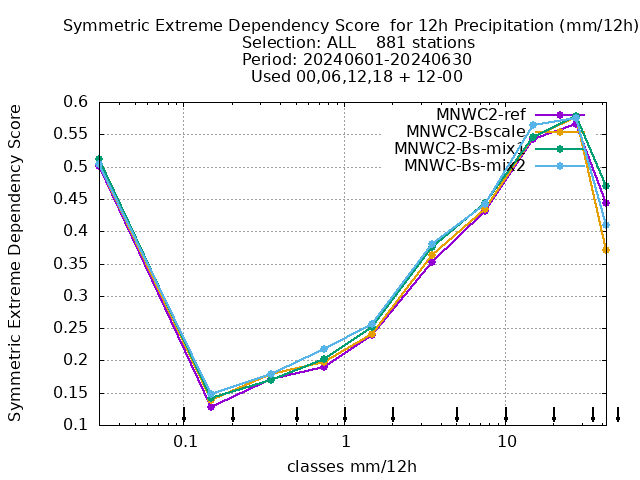 Symmetric Extreme Dependency Score  for 12h Precipitation (mm/12h)
Selection: ALL    881 stations
Period: 20240601-20240630
Used 00,06,12,18 + 12-00
MNWC2-ref
MNWC2-Bscale
MNWC2-Bs-mix1
MNWC-Bs-mix2
Symmetric Extreme Dependency Score
0.6
0.55
0.5
0.45
0.4
0.35
0.3
0.25
0.2
0.15
0.1
0.1
1
10
classes mm/12h